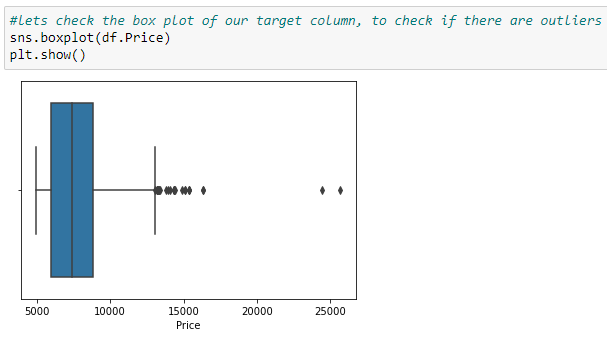 #lets check the box plot of our target column, to check if there are outliers
sns.boxplot(df.Price)
plt.show()
5000 10000 15000 20000 25000
Price